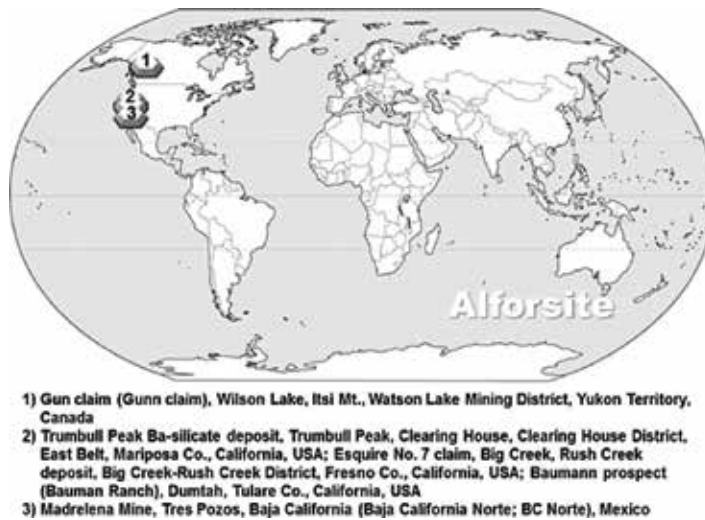 1
2
3
Alforsite
1) Gun claim (Gunn claim), Wilson Lake, Itsi Mt., Watson Lake Mining District, Yukon Territory,
Canada
2) Trumbull Peak Ba-silicate deposit, Trumbull Peak, Clearing House, Clearing House District,
East Belt, Mariposa Co., California, USA; Esquire No. 7 claim, Big Creek, Rush Creek
deposit, Big Creek-Rush Creek District, Fresno Co., California, USA; Baumann prospect
(Bauman Ranch), Dumtah, Tulare Co., California, USA
3) Madrelena Mine, Tres Pozos, Baja California (Baja California Norte; BC Norte), Mexico